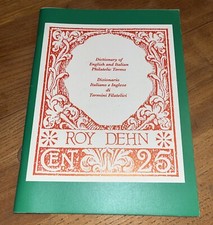 Dictionary of
English and Italian
Philatelic Terms
Dizionario
Italiano e Inglese
di
Termini Filatelici
ROY DEHN
CEN 25